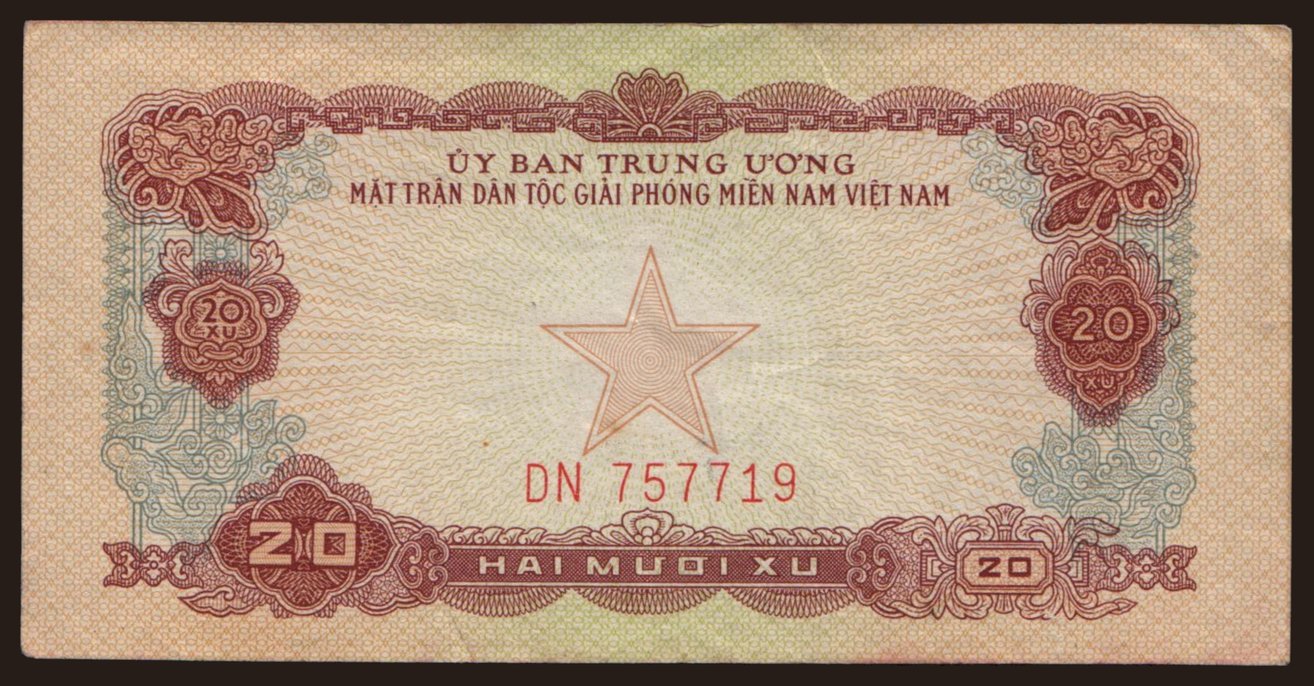 ỦY BAN TRUNG ƯƠNG
MẶT TRẬN DÂN TỘC GIẢI PHÓNG MIỀN NAM VIỆT NAM
20
XU
20
XU
DN 757719
20
HAI MƯƠI XU
20